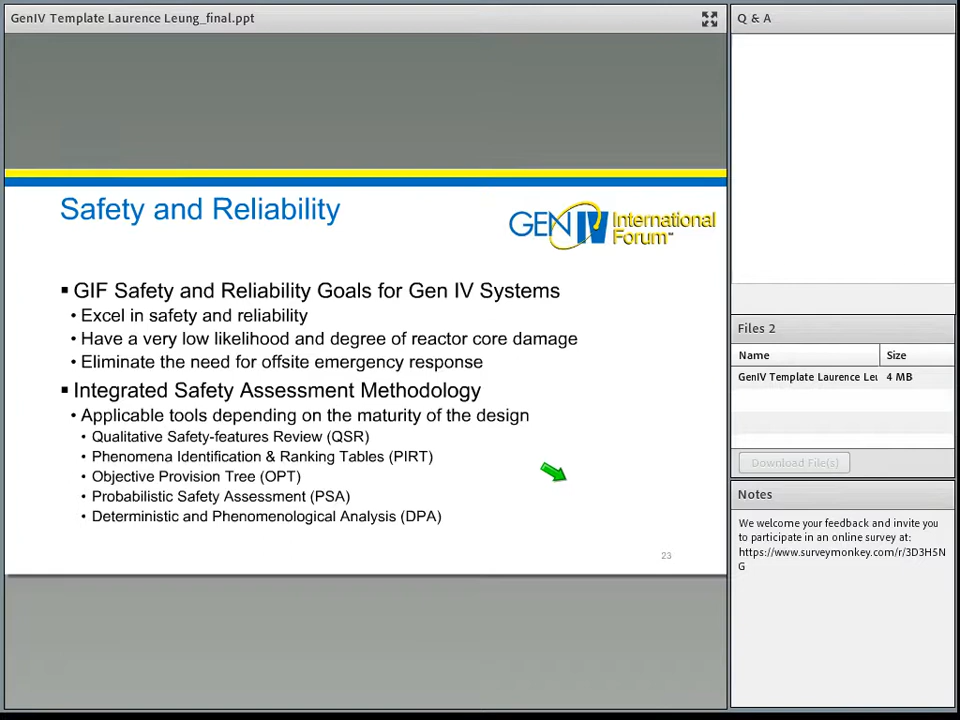 GenIV Template Laurence Leung_final.ppt
Safety and Reliability
GEN IV International
Forum™
▪ GIF Safety and Reliability Goals for Gen IV Systems
• Excel in safety and reliability
• Have a very low likelihood and degree of reactor core damage
• Eliminate the need for offsite emergency response
▪ Integrated Safety Assessment Methodology
• Applicable tools depending on the maturity of the design
• Qualitative Safety-features Review (QSR)
• Phenomena Identification & Ranking Tables (PIRT)
• Objective Provision Tree (OPT)
• Probabilistic Safety Assessment (PSA)
• Deterministic and Phenomenological Analysis (DPA)
23
Q & A
Files 2
Name Size
GenIV Template Laurence Leu 4 MB
Download File(s)
Notes
We welcome your feedback and invite you
to participate in an online survey at:
https://www.surveymonkey.com/r/3D3H5N
G